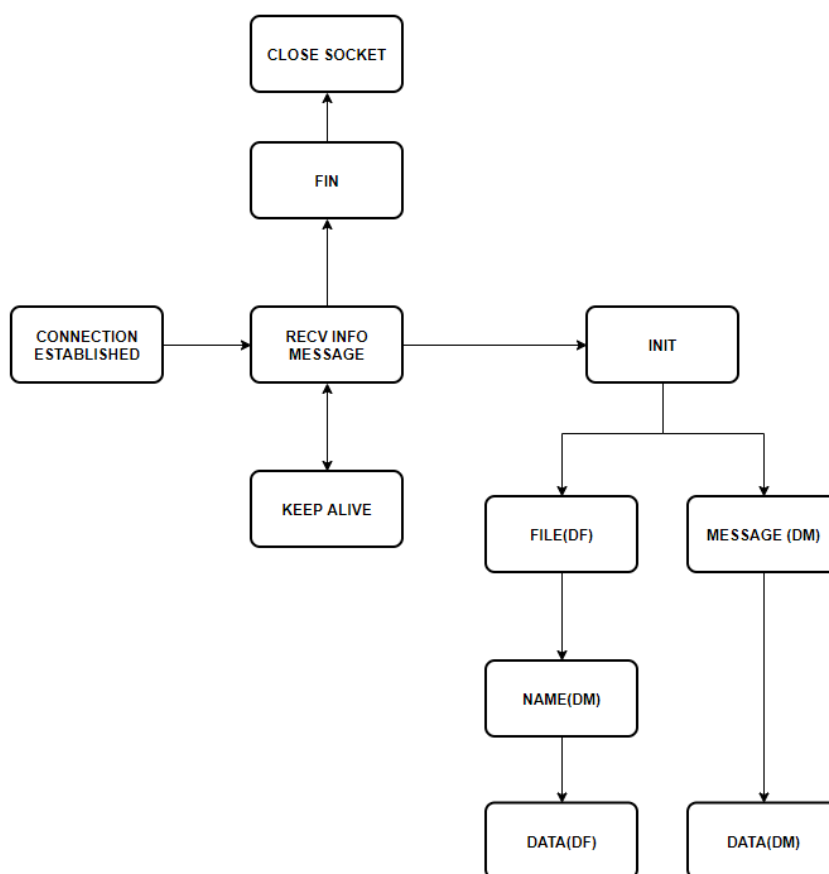 CLOSE SOCKET
FIN
CONNECTION
ESTABLISHED
RECV INFO
MESSAGE
INIT
KEEP ALIVE
FILE(DF)
MESSAGE (DM)
NAME(DM)
DATA(DF)
DATA(DM)